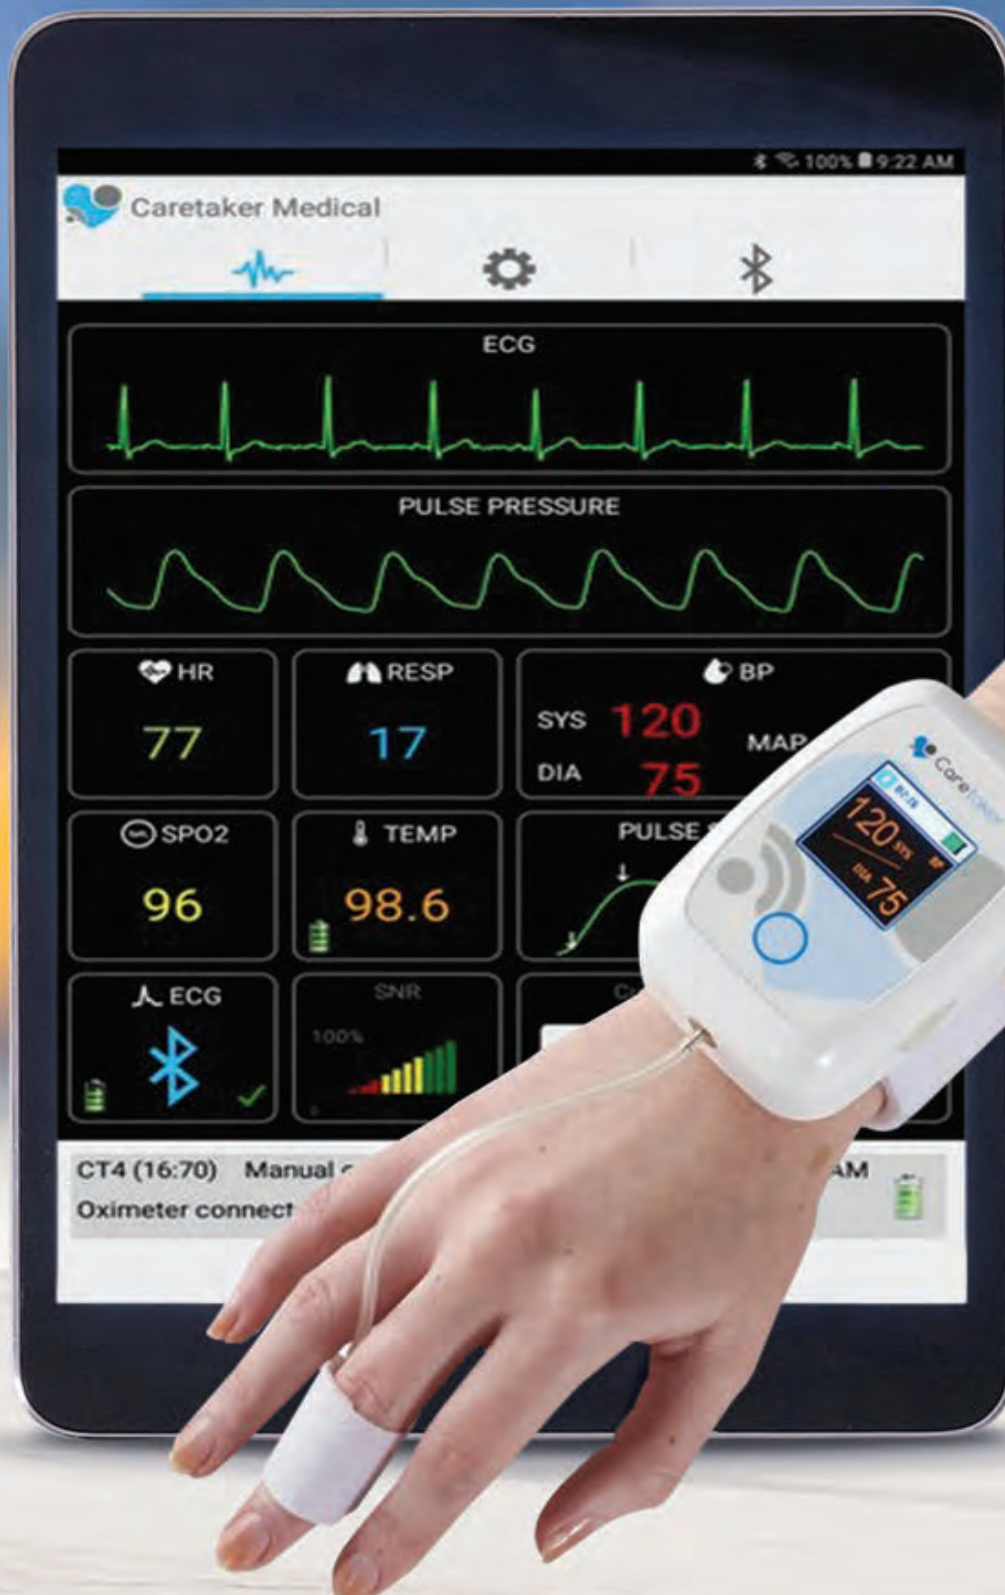 100% 9:22 AM
Caretaker Medical
ECG
PULSE PRESSURE
HR
77
RESP
17
BP
SYS 120
MAP
DIA 75
SPO2
96
TEMP
98.6
PULSE
ECG
SNR
100%
0
CT4 (16:70) Manual
AM
Oximeter connect
Caretaker
120 SYS BP
DIA 75